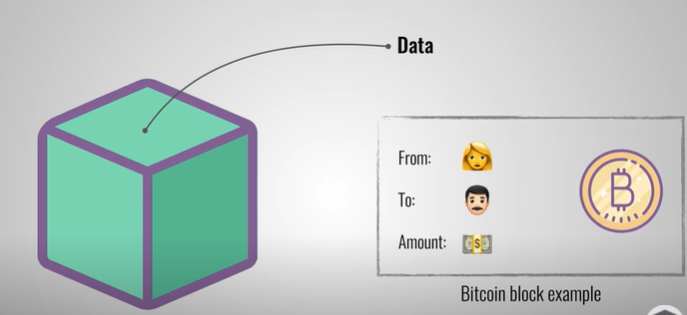 Data
From:
To:
Amount:
Bitcoin block example